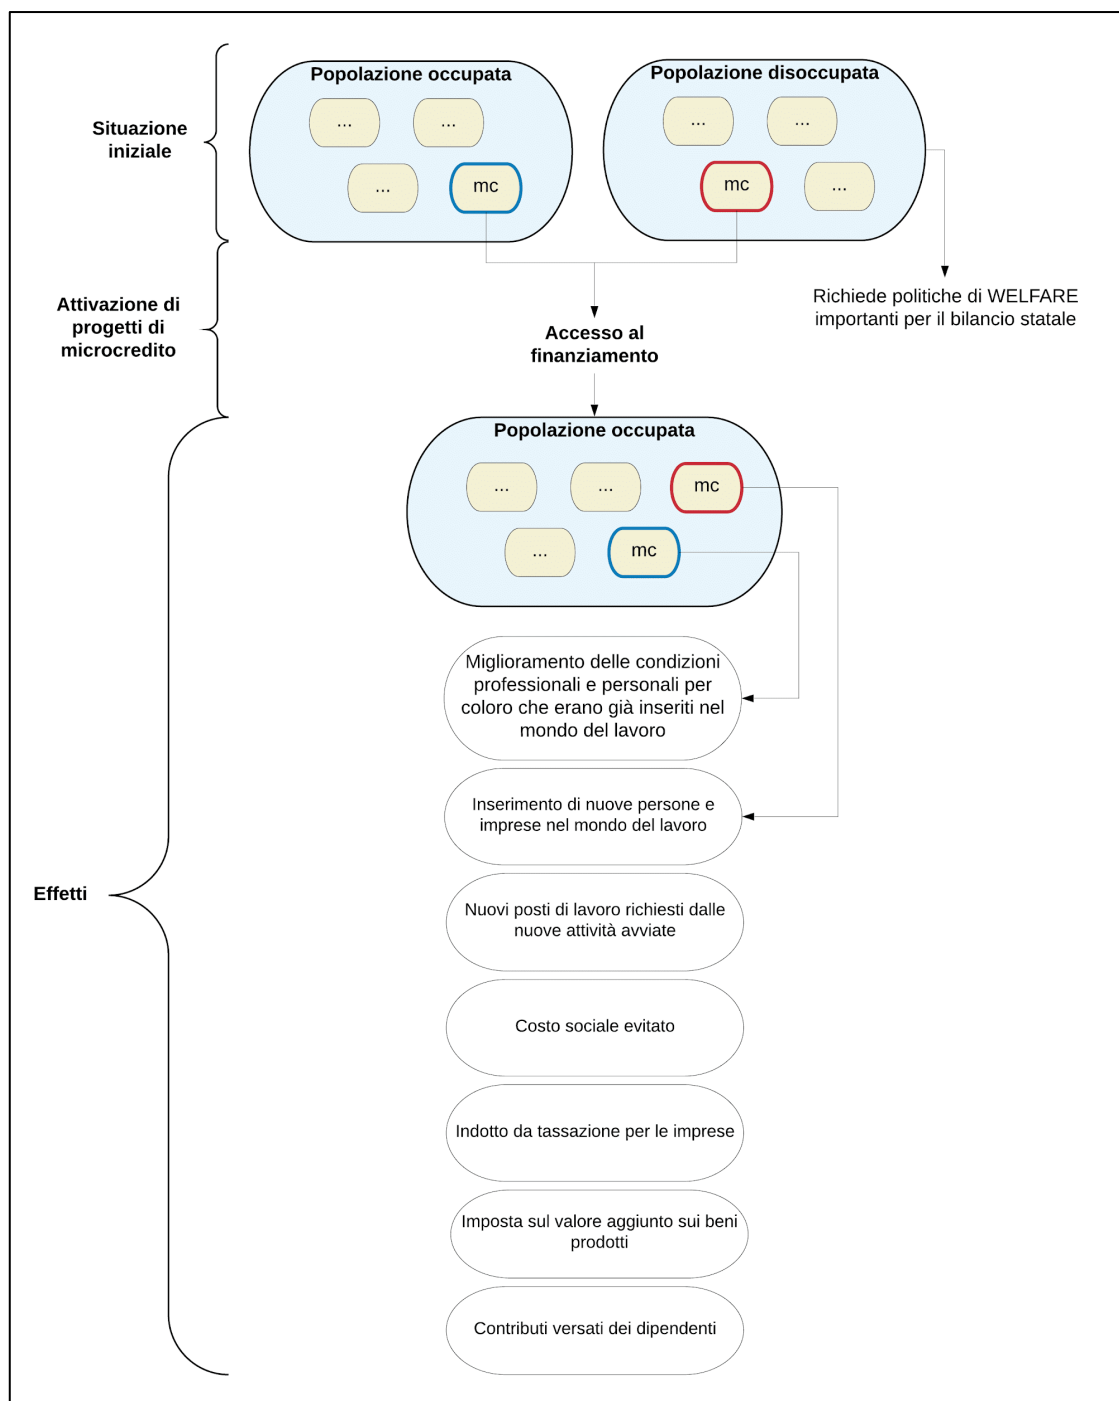 Popolazione occupata
...
...
...
mc
Popolazione disoccupata
...
...
mc
...
Situazione
iniziale
Attivazione di
progetti di
microcredito
Richiede politiche di WELFARE
importanti per il bilancio statale
Accesso al
finanziamento
Popolazione occupata
...
...
mc
...
mc
Miglioramento delle condizioni
professionali e personali per
coloro che erano già inseriti nel
mondo del lavoro
Inserimento di nuove persone e
imprese nel mondo del lavoro
Effetti
Nuovi posti di lavoro richiesti dalle
nuove attività avviate
Costo sociale evitato
Indotto da tassazione per le imprese
Imposta sul valore aggiunto sui beni
prodotti
Contributi versati dei dipendenti